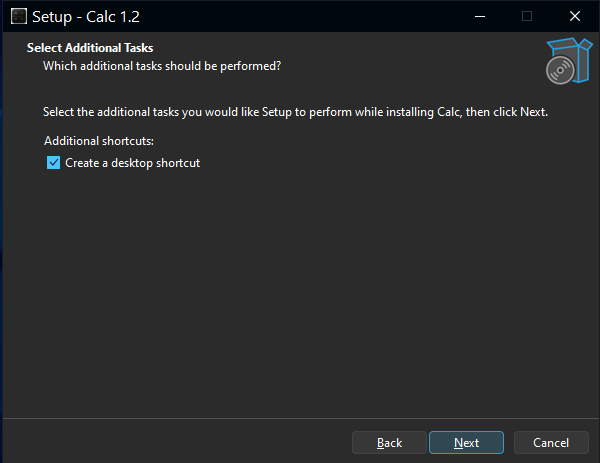 Setup - Calc 1.2
Select Additional Tasks
Which additional tasks should be performed?
Select the additional tasks you would like Setup to perform while installing Calc, then click Next.
Additional shortcuts:
Create a desktop shortcut
Back
Next
Cancel